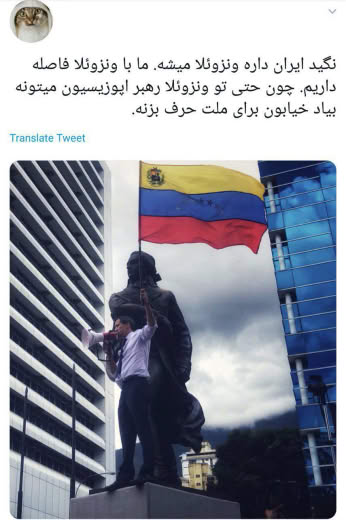 نگید ایران داره ونزوئلا میشه. ما با ونزوئلا فاصله
داریم. چون حتی تو ونزوئلا رهبر اپوزیسیون میتونه
بیاد خیابون برای ملت حرف بزنه.
Translate Tweet